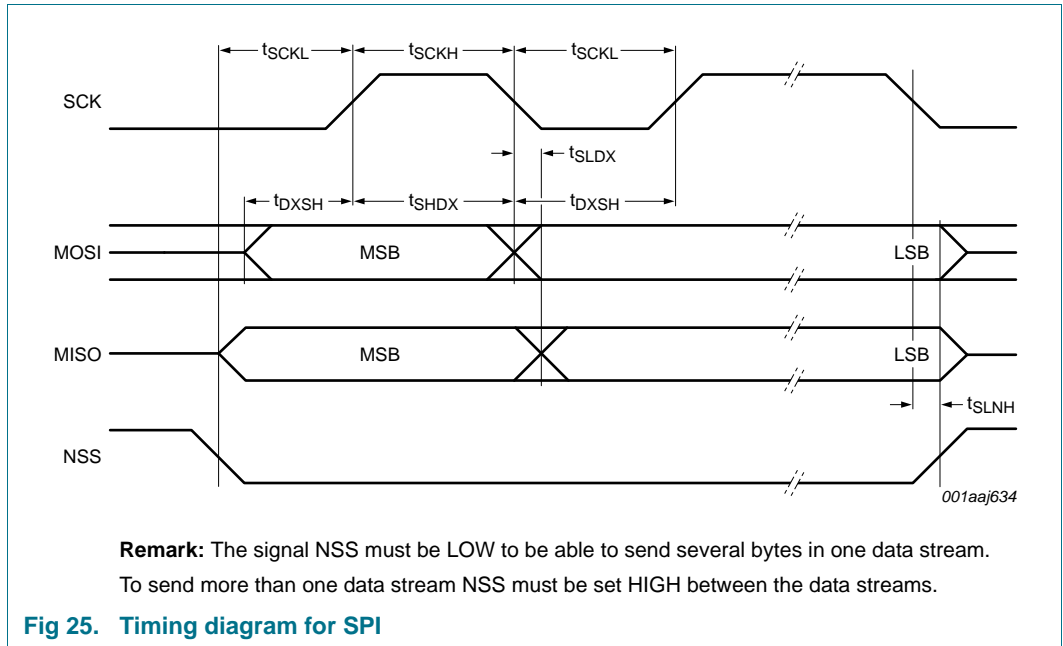 tSCKL tSCKH tSCKL
SCK
tSLDX
tDXSH tSHDX tDXSH
MOSI MSB LSB
MISO MSB LSB
tSLNH
NSS
001aaj634
Remark: The signal NSS must be LOW to be able to send several bytes in one data stream.
To send more than one data stream NSS must be set HIGH between the data streams.
Fig 25. Timing diagram for SPI